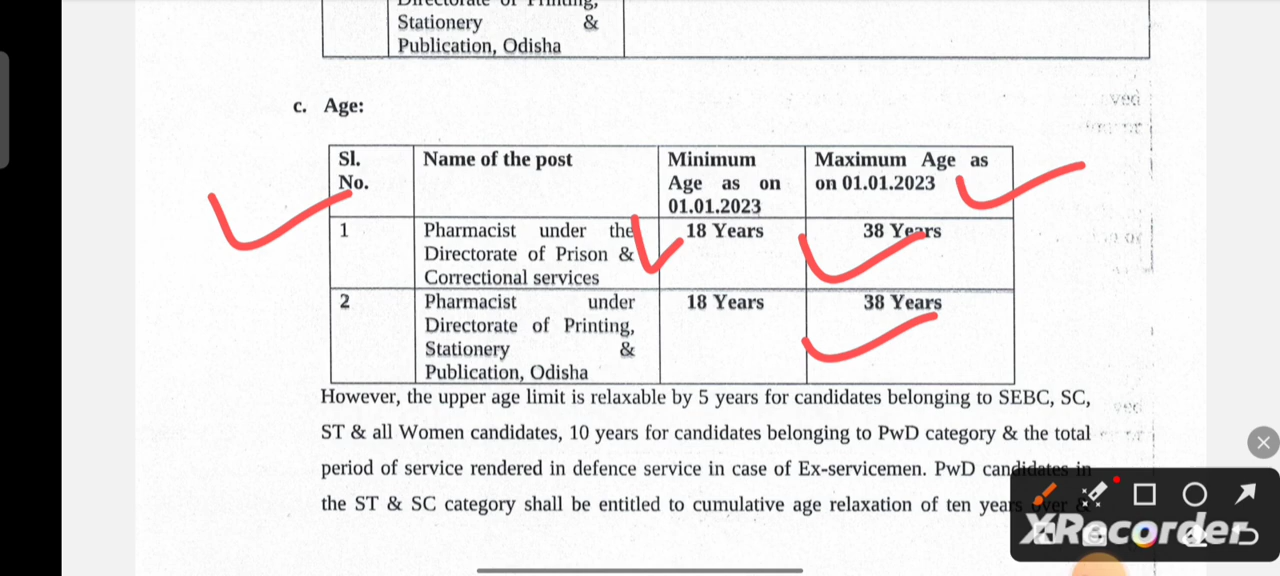 Directorate of Printing,
Stationery &
Publication, Odisha
c. Age:
Sl. No. Name of the post Minimum Age as on 01.01.2023 Maximum Age as on 01.01.2023
1 Pharmacist under the Directorate of Prison & Correctional services 18 Years 38 Years
2 Pharmacist under Directorate of Printing, Stationery & Publication, Odisha 18 Years 38 Years
However, the upper age limit is relaxable by 5 years for candidates belonging to SEBC, SC,
ST & all Women candidates, 10 years for candidates belonging to PwD category & the total
period of service rendered in defence service in case of Ex-servicemen. PwD candidates in
the ST & SC category shall be entitled to cumulative age relaxation of ten years over &
XRecorder